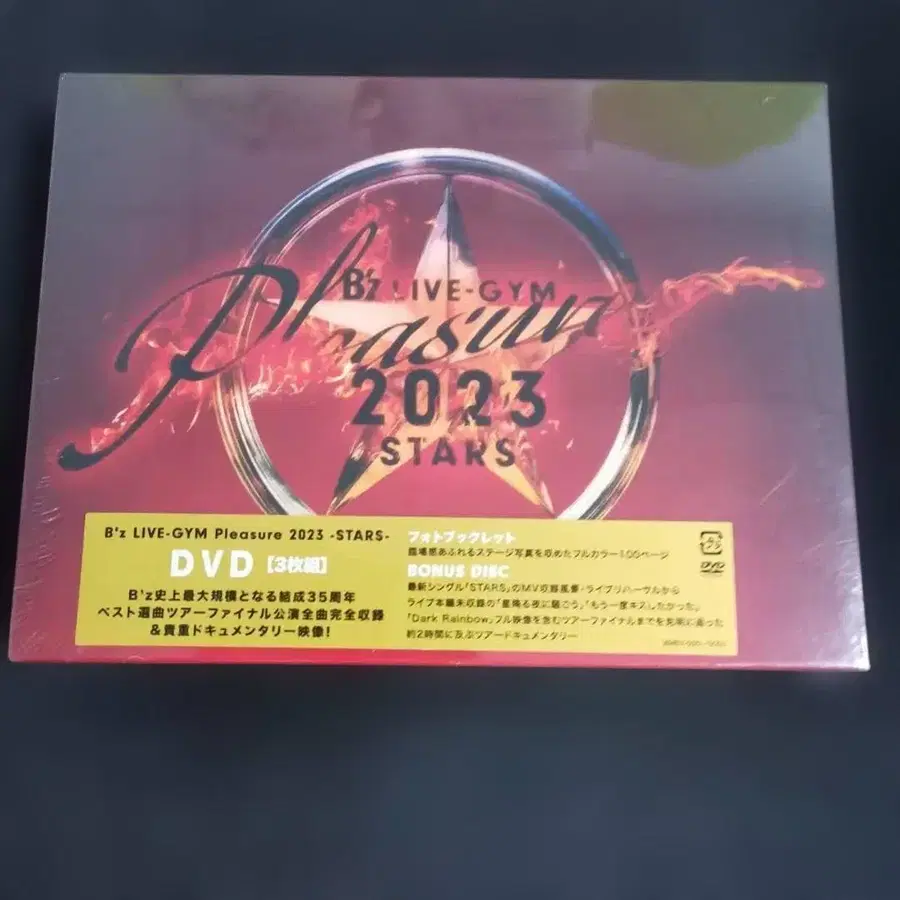 B'z LIVE-GYM
Pleasure
2023
STARS
B'z LIVE-GYM Pleasure 2023 -STARS-
DVD【3枚組】
B'z史上最大規模となる結成35周年
ベスト選曲ツアーファイナル公演全曲完全収録
&貴重ドキュメンタリー映像!
フォトブックレット
臨場感あふれるステージ写真を収めたフルカラー100ページ
BONUS DISC
最新シングル「STARS」のMV収録風景・ライブリハーサルから
ライブ本編未収録の「星降る夜に騒ごう」「もう一度キスしたかった」
「Dark Rainbow」フル映像を含むツアーファイナルまでを克明に追った
約2時間に及ぶツアードキュメンタリー
プラ
DVD